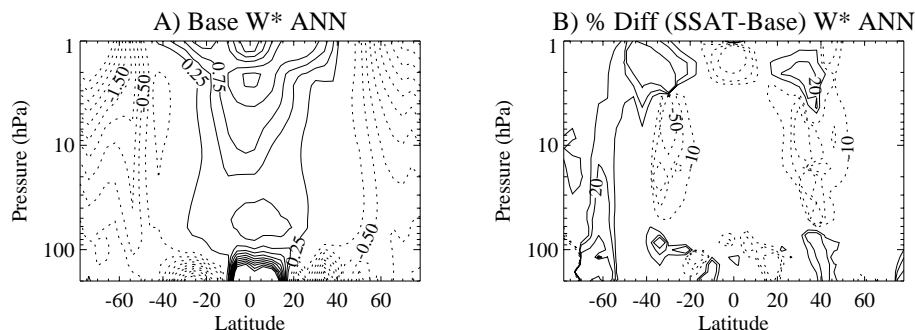 A) Base W* ANN
B) % Diff (SSAT-Base) W* ANN
1
10
100
Pressure (hPa)
-60 -40 -20 0 20 40 60
Latitude
-1.50
-0.50
-0.25
0.75
0.25
-0.50
1
10
100
Pressure (hPa)
-60 -40 -20 0 20 40 60
Latitude
20
-50
-10
20
-10